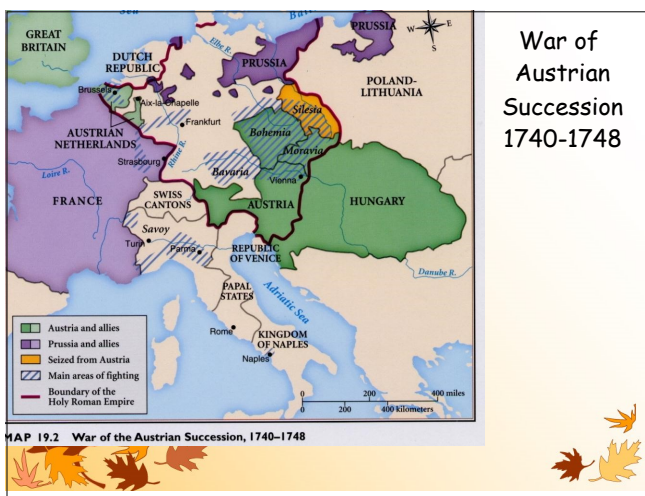 Sea
Balt
GREAT
BRITAIN
DUTCH
REPUBLIC
Elbe R.
PRUSSIA
PRUSSIA
W
E
S
POLAND-
LITHUANIA
Brussels
Aix-la-Chapelle
Frankfurt
Silesia
Bohemia
Moravia
AUSTRIAN
NETHERLANDS
Strasbourg
Rhine R.
Bavaria
Vienna
Loire R.
FRANCE
SWISS
CANTONS
AUSTRIA
HUNGARY
Savoy
Turin
Parma
REPUBLIC
OF VENICE
Danube R.
PAPAL
STATES
Adriatic Sea
Rome
KINGDOM
OF NAPLES
Naples
Austria and allies
Prussia and allies
Seized from Austria
Main areas of fighting
Boundary of the
Holy Roman Empire
0 200 400 miles
0 200 400 kilometers
MAP 19.2 War of the Austrian Succession, 1740–1748
War of
Austrian
Succession
1740-1748